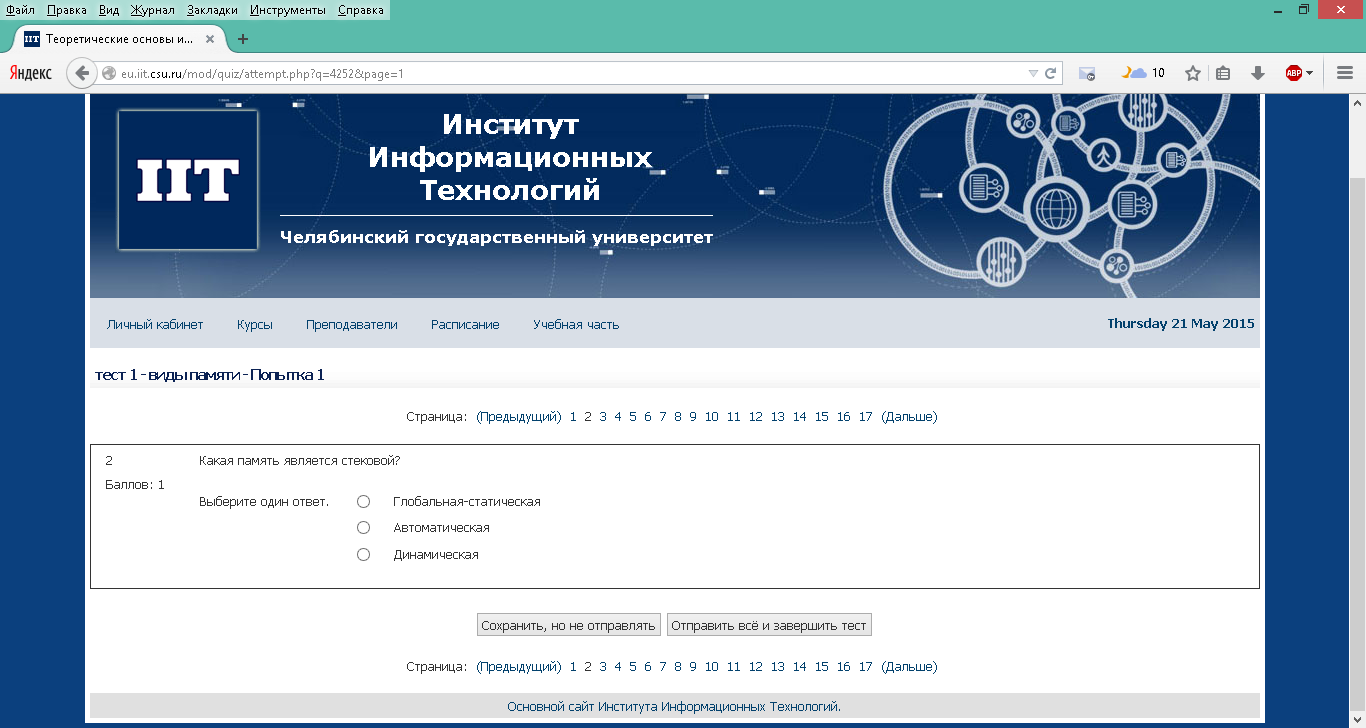 Файл Правка Вид Журнал Закладки Инструменты Справка
IIT Теоретические основы и...
Яндекс eu.iit.csu.ru/mod/quiz/attempt.php?q=4252&page=1 10 ABP
IIT
Институт
Информационных
Технологий
Челябинский государственный университет
Личный кабинет Курсы Преподаватели Расписание Учебная часть Thursday 21 May 2015
тест 1 - виды памяти - Попытка 1
Страница: (Предыдущий) 1 2 3 4 5 6 7 8 9 10 11 12 13 14 15 16 17 (Дальше)
2 Какая память является стековой?
Баллов: 1
Выберите один ответ. Глобальная-статическая
Автоматическая
Динамическая
Сохранить, но не отправлять Отправить всё и завершить тест
Страница: (Предыдущий) 1 2 3 4 5 6 7 8 9 10 11 12 13 14 15 16 17 (Дальше)
Основной сайт Института Информационных Технологий.